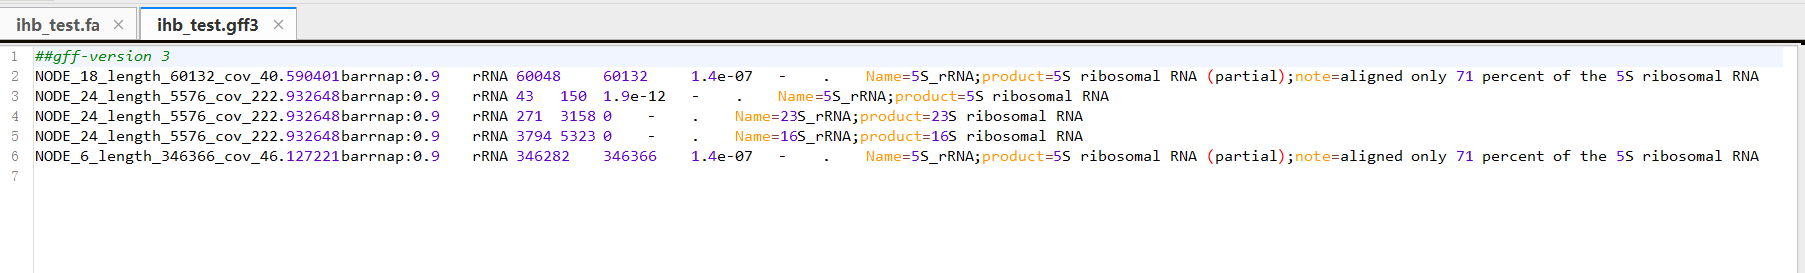 ihb_test.fa × ihb_test.gff3 ×
1 ##gff-version 3
2 NODE_18_length_60132_cov_40.590401barrnap:0.9 rRNA 60048 60132 1.4e-07 - . Name=5S_rRNA;product=5S ribosomal RNA (partial);note=aligned only 71 percent of the 5S ribosomal RNA
3 NODE_24_length_5576_cov_222.932648barrnap:0.9 rRNA 43 150 1.9e-12 - . Name=5S_rRNA;product=5S ribosomal RNA
4 NODE_24_length_5576_cov_222.932648barrnap:0.9 rRNA 271 3158 0 - . Name=23S_rRNA;product=23S ribosomal RNA
5 NODE_24_length_5576_cov_222.932648barrnap:0.9 rRNA 3794 5323 0 - . Name=16S_rRNA;product=16S ribosomal RNA
6 NODE_6_length_346366_cov_46.127221barrnap:0.9 rRNA 346282 346366 1.4e-07 - . Name=5S_rRNA;product=5S ribosomal RNA (partial);note=aligned only 71 percent of the 5S ribosomal RNA
7